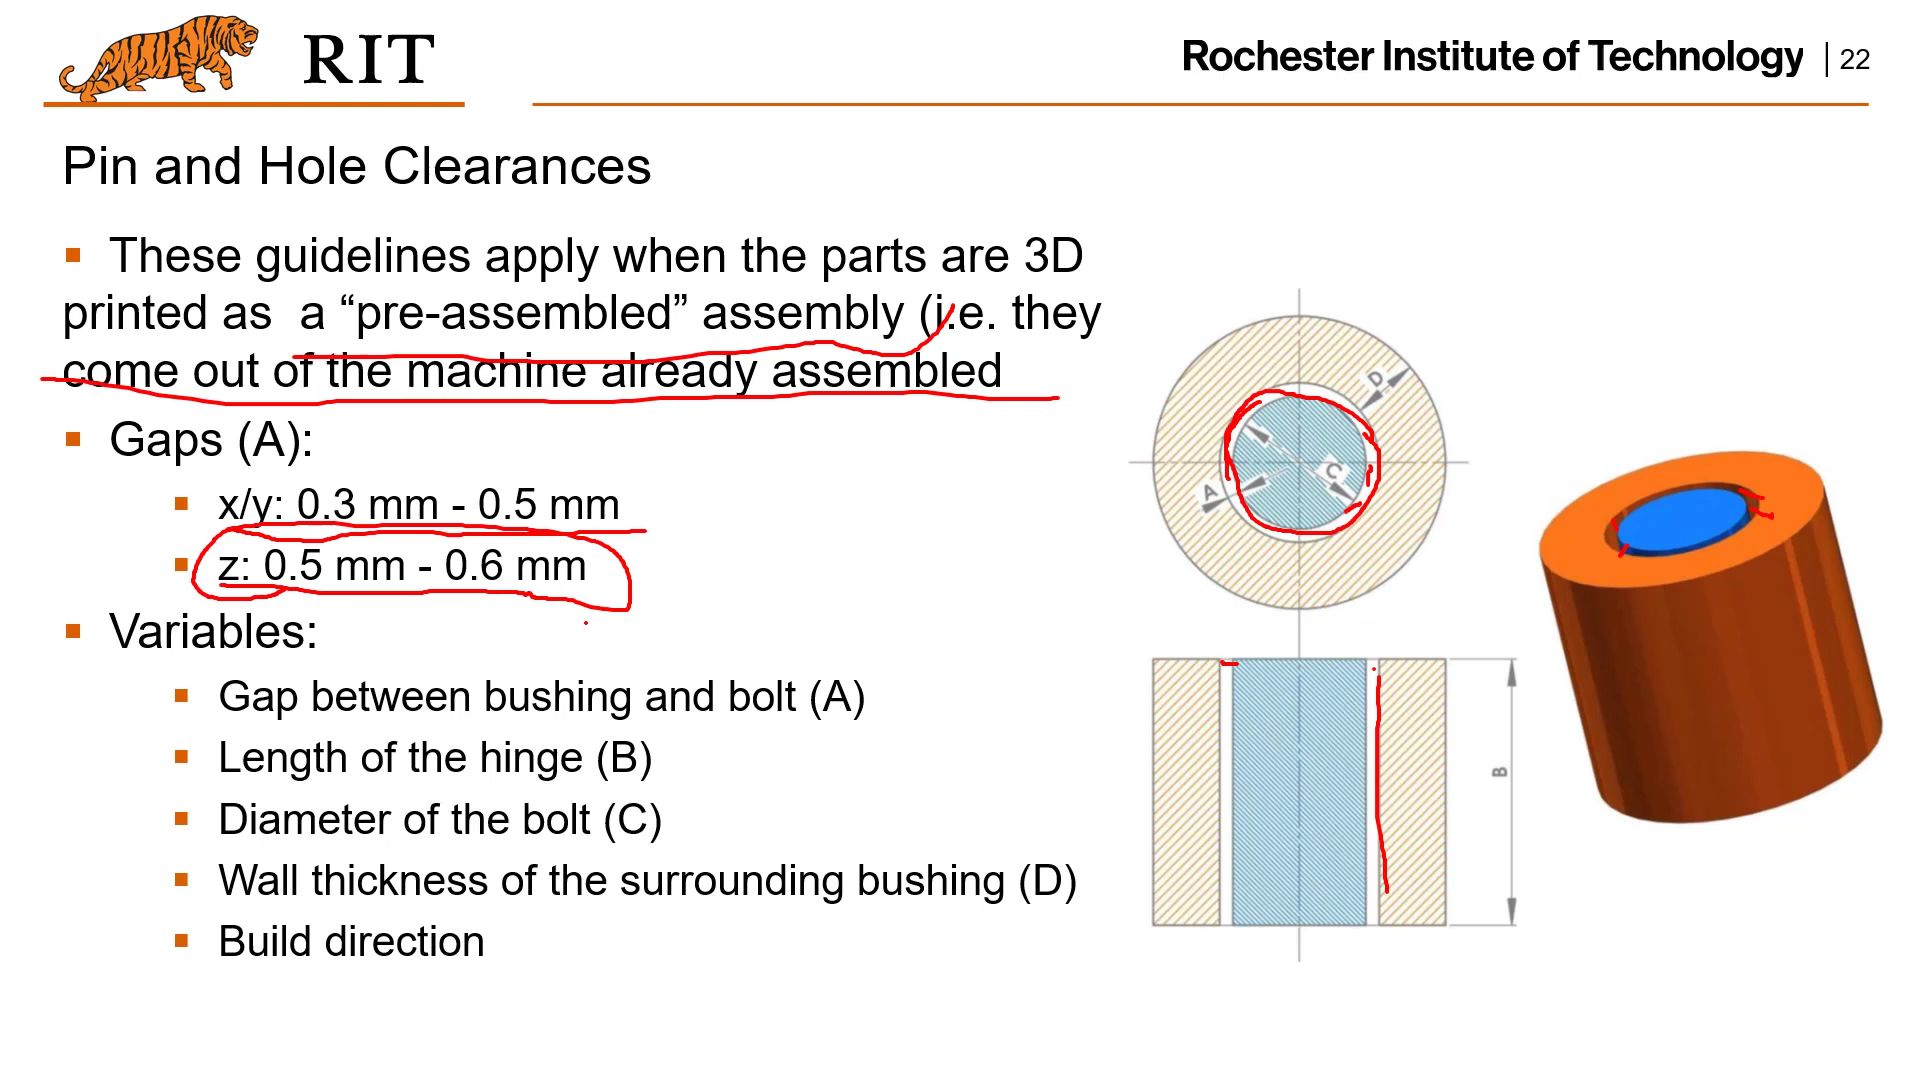 RIT
Rochester Institute of Technology | 22
Pin and Hole Clearances
These guidelines apply when the parts are 3D
printed as a “pre-assembled” assembly (i.e. they
come out of the machine already assembled
Gaps (A):
x/y: 0.3 mm - 0.5 mm
z: 0.5 mm - 0.6 mm
Variables:
Gap between bushing and bolt (A)
Length of the hinge (B)
Diameter of the bolt (C)
Wall thickness of the surrounding bushing (D)
Build direction
D
C
A
B